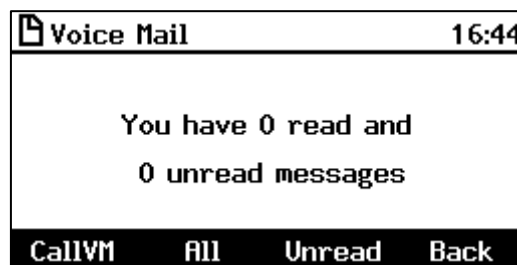 Voice Mail 16:44
You have 0 read and
0 unread messages
CallVM All Unread Back